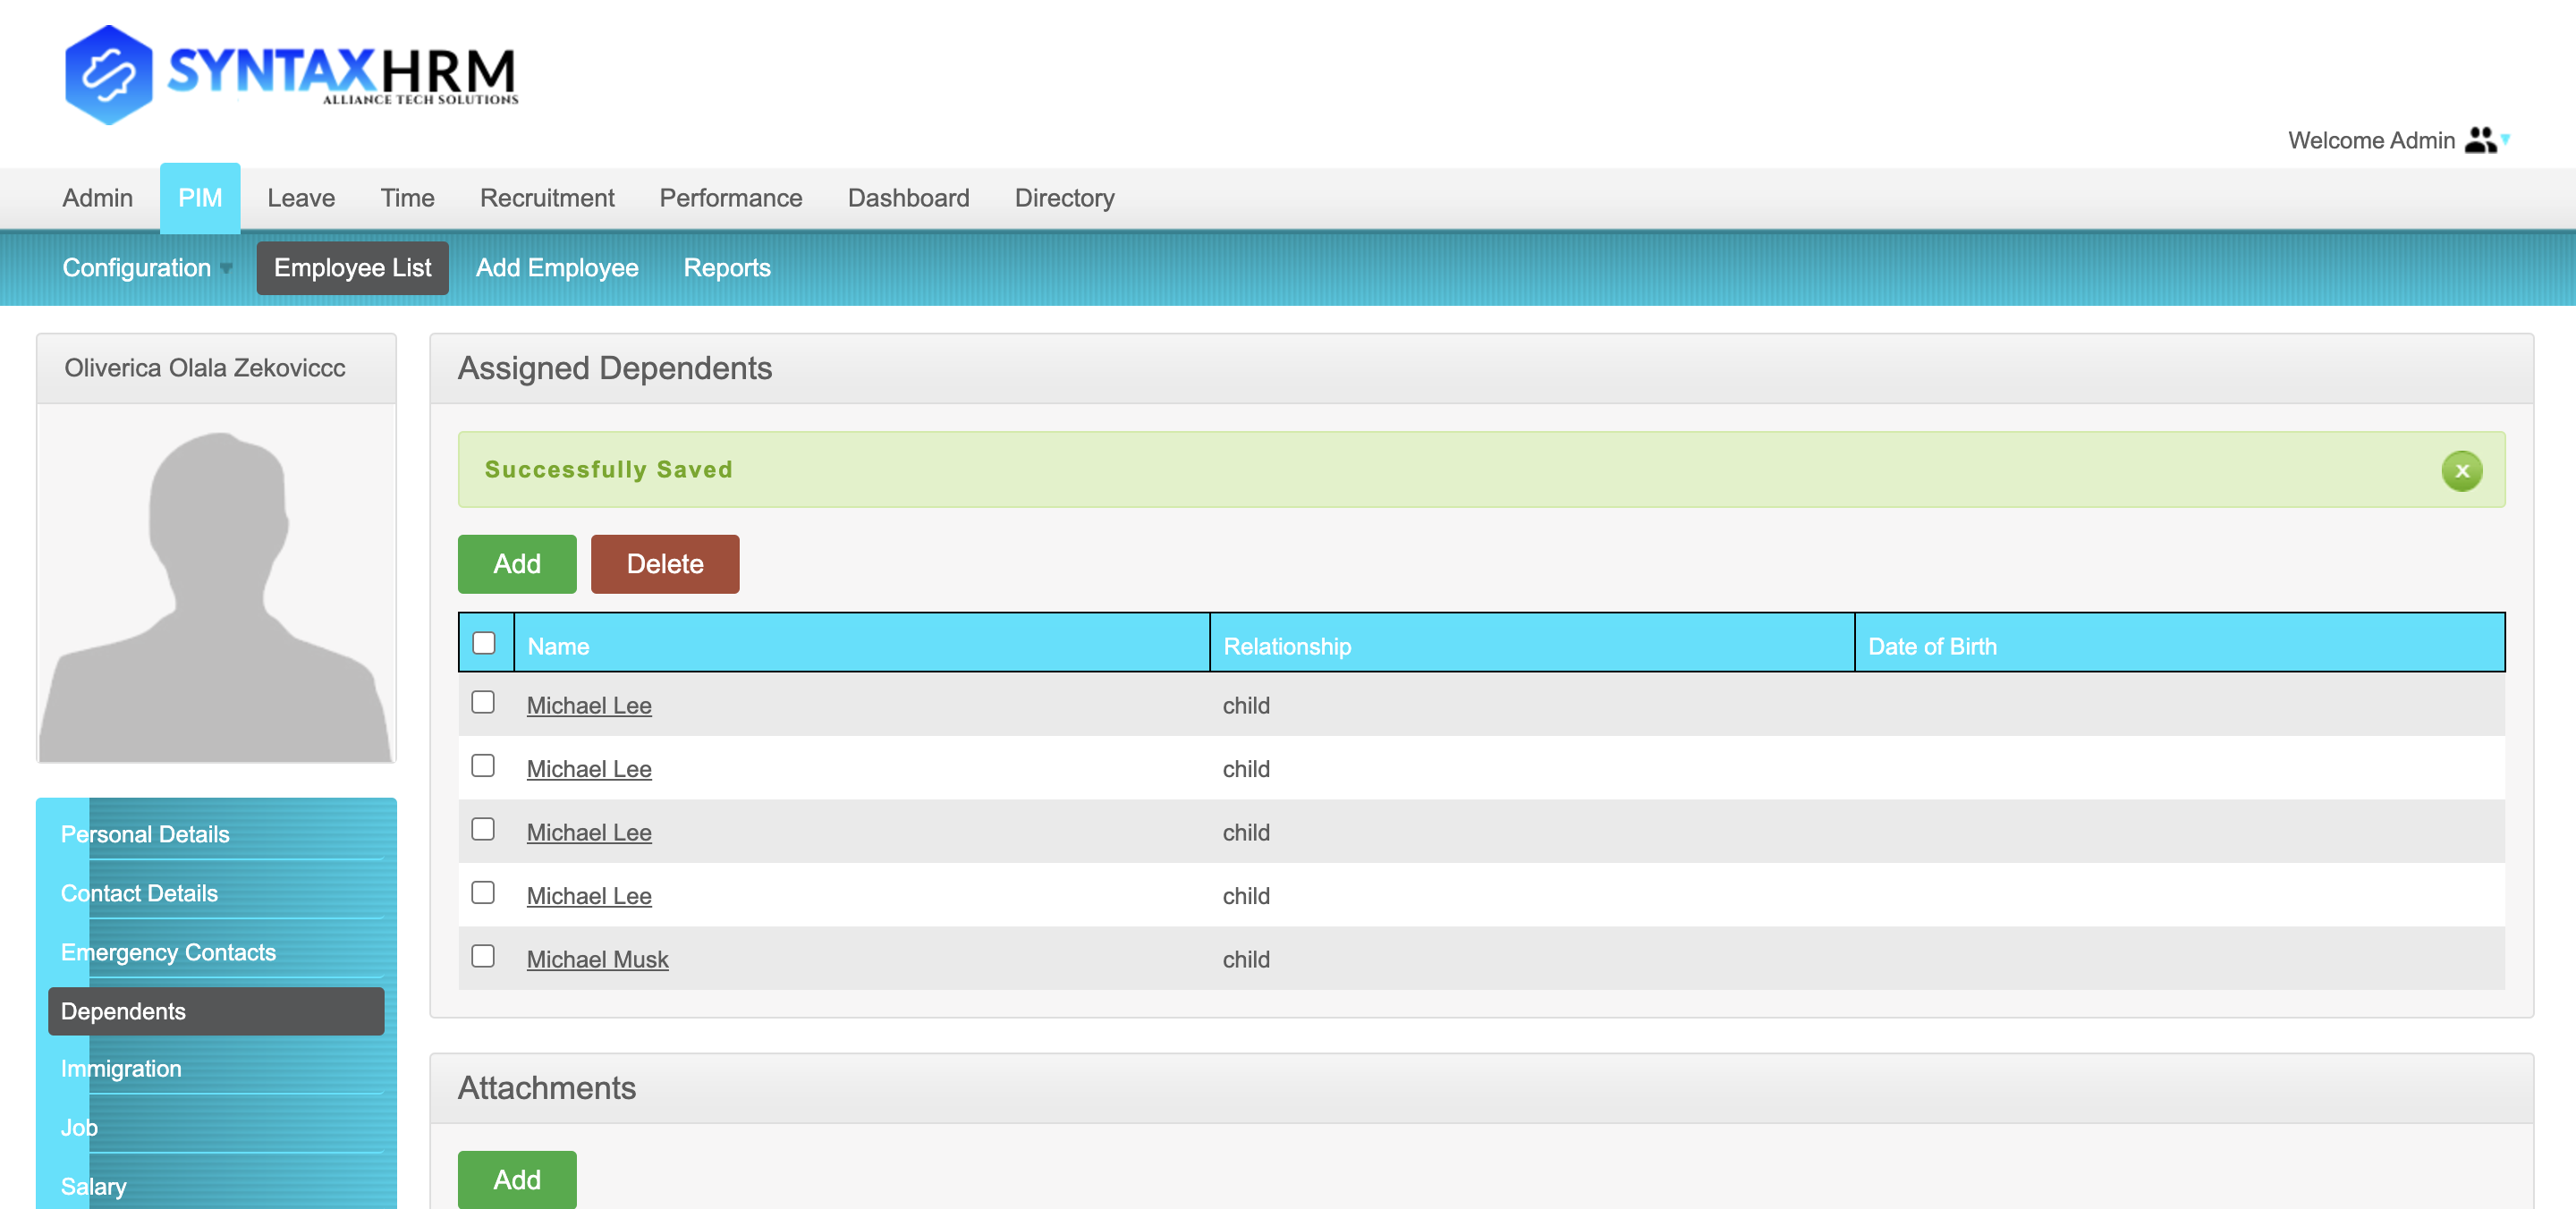 SYNTAXHRM
ALLIANCE TECH SOLUTIONS
Welcome Admin
Admin PIM Leave Time Recruitment Performance Dashboard Directory
Configuration Employee List Add Employee Reports
Oliverica Olala Zekoviccc
Personal Details
Contact Details
Emergency Contacts
Dependents
Immigration
Job
Salary
Assigned Dependents
Successfully Saved
x
Add Delete
Name Relationship Date of Birth
Michael Lee child
Michael Lee child
Michael Lee child
Michael Lee child
Michael Musk child
Attachments
Add